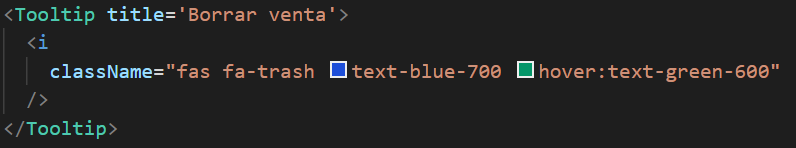 <Tooltip title='Borrar venta'>
<i
className="fas fa-trash text-blue-700 hover:text-green-600"
/>
</Tooltip>